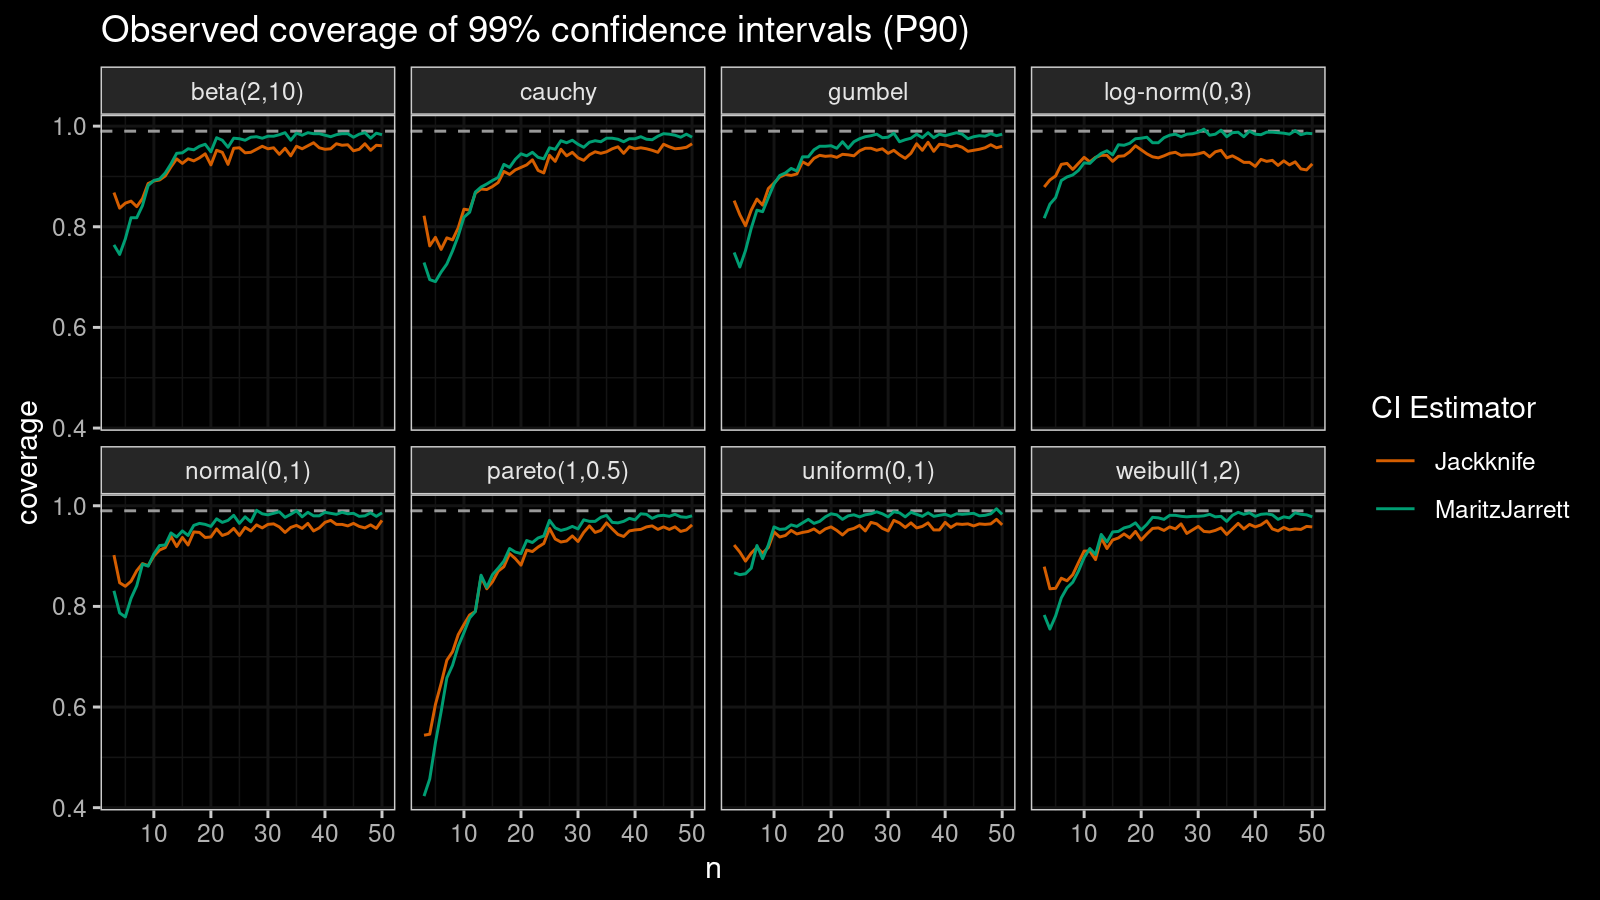 Observed coverage of 99% confidence intervals (P90)
beta(2,10) cauchy gumbel log-norm(0,3)
1.0
0.8
0.6
0.4
normal(0,1) pareto(1,0.5) uniform(0,1) weibull(1,2)
1.0
0.8
0.6
0.4
10 20 30 40 50 10 20 30 40 50 10 20 30 40 50 10 20 30 40 50
n
coverage
CI Estimator
Jackknife
MaritzJarrett